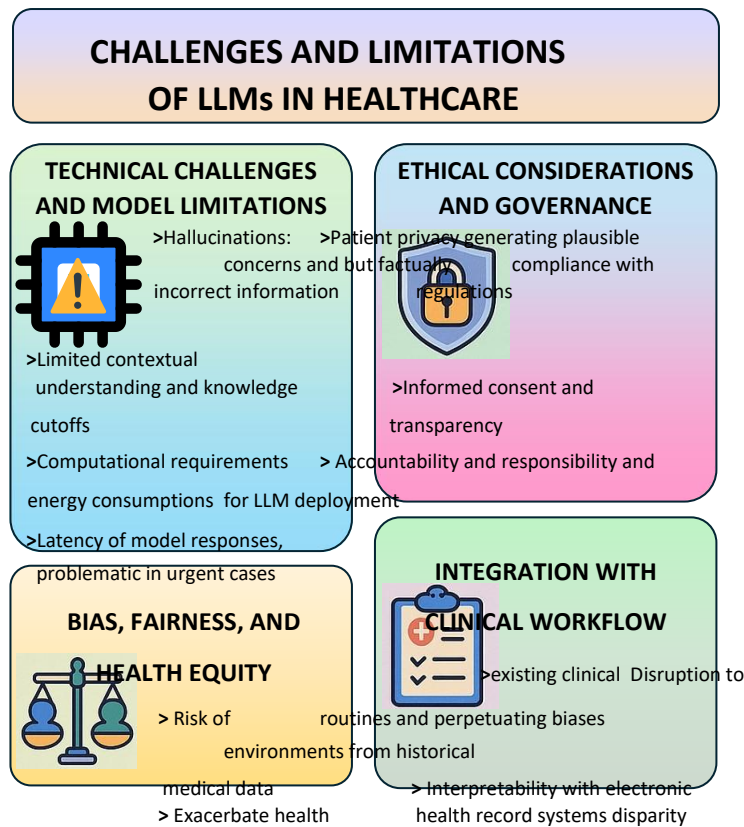 CHALLENGES AND LIMITATIONS
OF LLMs IN HEALTHCARE
TECHNICAL CHALLENGES
AND MODEL LIMITATIONS
ETHICAL CONSIDERATIONS
AND GOVERNANCE
>Hallucinations: >Patient privacy generating plausible
concerns and but factually compliance with
incorrect information regulations
>Limited contextual
understanding and knowledge
cutoffs
>Informed consent and
transparency
>Computational requirements > Accountability and responsibility and
energy consumptions for LLM deployment
>Latency of model responses,
problematic in urgent cases
BIAS, FAIRNESS, AND
HEALTH EQUITY
INTEGRATION WITH
CLINICAL WORKFLOW
>existing clinical Disruption to
> Risk of routines and perpetuating biases
environments from historical
medical data > Interpretability with electronic
> Exacerbate health health record systems disparity